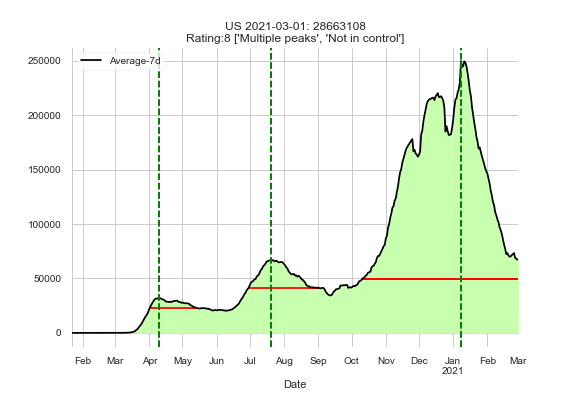 US 2021-03-01: 28663108
Rating:8 ['Multiple peaks', 'Not in control']
Average-7d
250000
200000
150000
100000
50000
0
Feb Mar Apr May Jun Jul Aug Sep Oct Nov Dec Jan Feb Mar
2021
Date